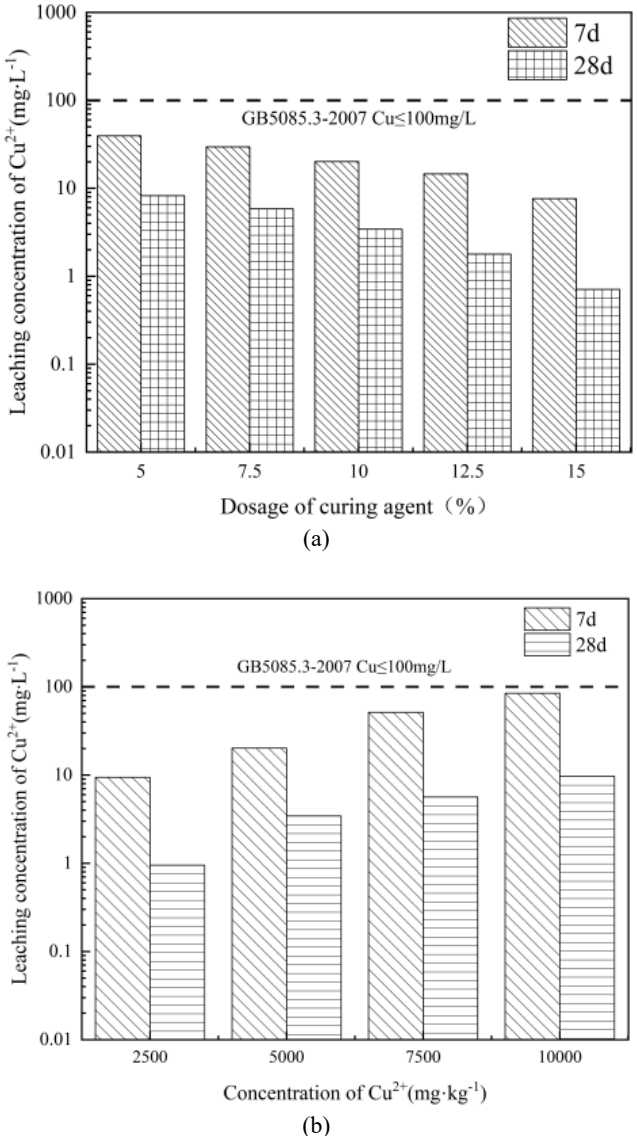 1000
7d
28d
100
GB5085.3-2007 Cu≤100mg/L
10
1
0.1
0.01
Leaching concentration of Cu²⁺(mg·L⁻¹)
5 7.5 10 12.5 15
Dosage of curing agent（%）
(a)
1000
7d
28d
GB5085.3-2007 Cu≤100mg/L
100
10
1
0.1
0.01
Leaching concentration of Cu²⁺(mg·L⁻¹)
2500 5000 7500 10000
Concentration of Cu²⁺(mg·kg⁻¹)
(b)